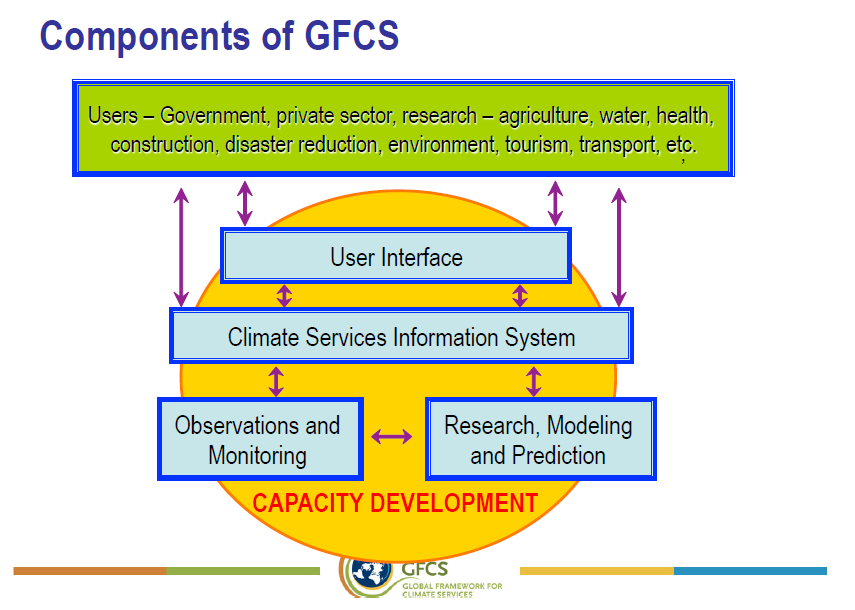 Components of GFCS
Users – Government, private sector, research – agriculture, water, health,
construction, disaster reduction, environment, tourism, transport, etc.
,
User Interface
Climate Services Information System
Observations and
Monitoring
Research, Modeling
and Prediction
CAPACITY DEVELOPMENT
GFCS
GLOBAL FRAMEWORK FOR
CLIMATE SERVICES